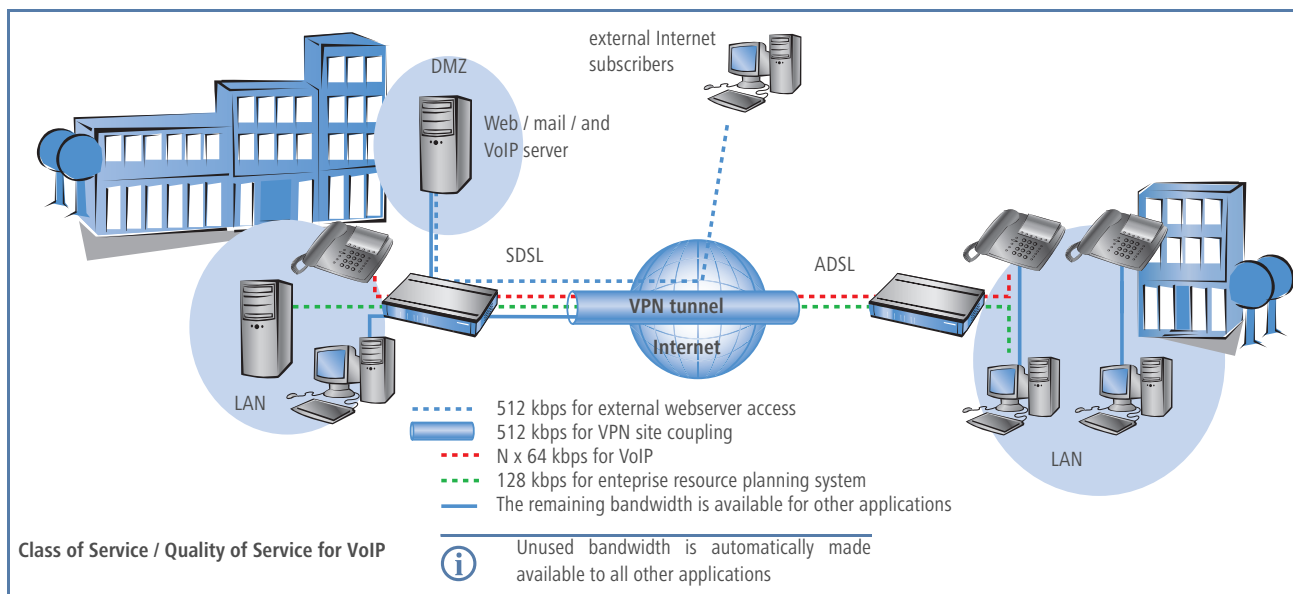 external Internet
subscribers
DMZ
Web / mail / and
VoIP server
SDSL
ADSL
VPN tunnel
Internet
LAN
LAN
512 kbps for external webserver access
512 kbps for VPN site coupling
N x 64 kbps for VoIP
128 kbps for enteprise resource planning system
The remaining bandwidth is available for other applications
Class of Service / Quality of Service for VoIP
i
Unused bandwidth is automatically made
available to all other applications